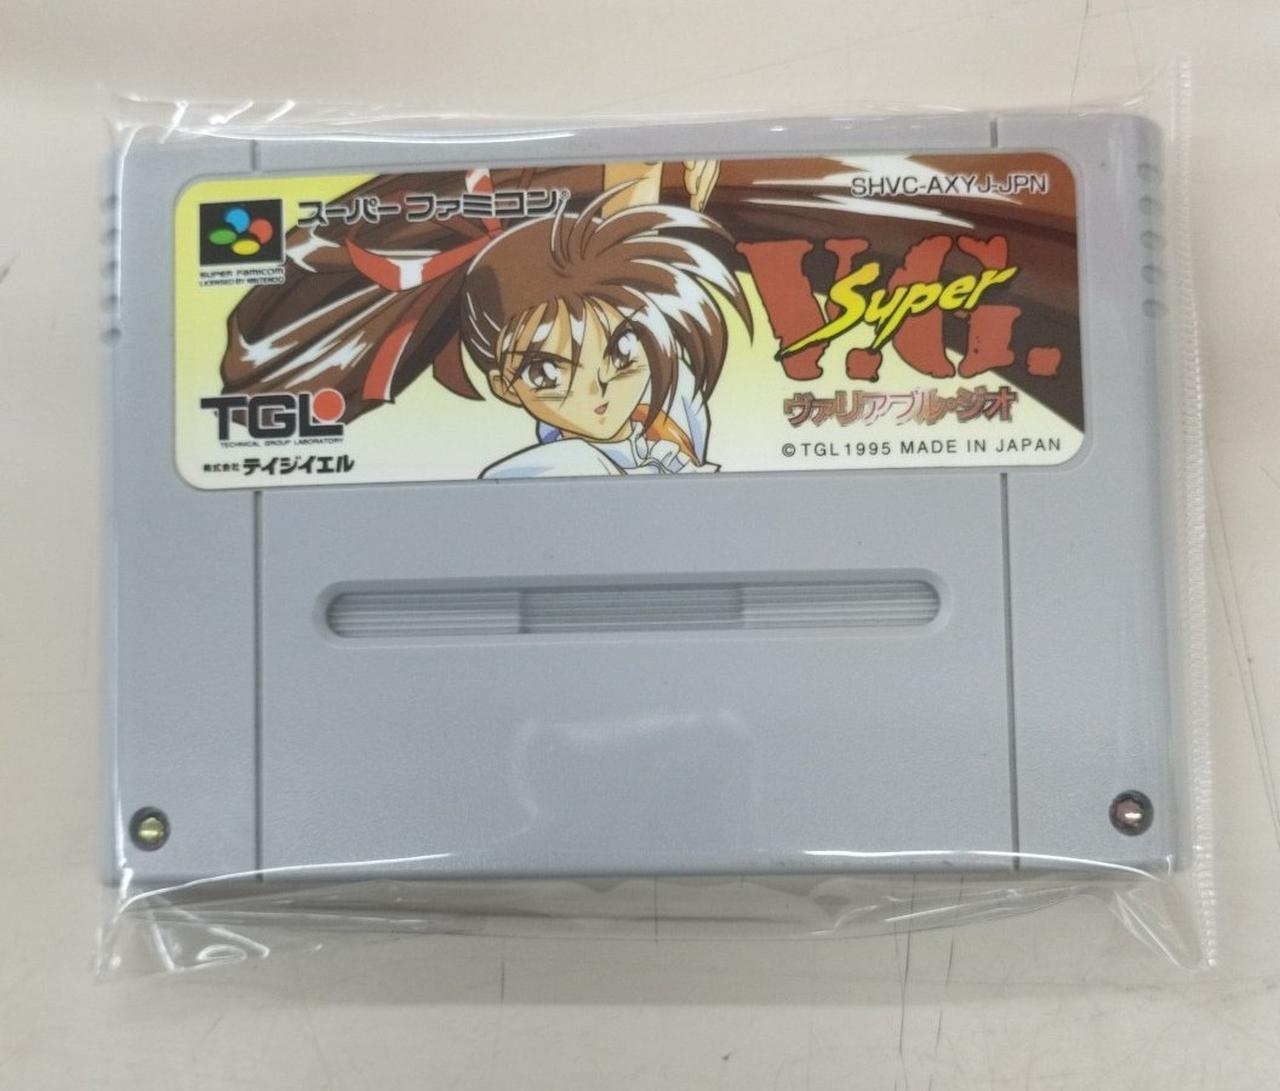 スーパーファミコン®
SHVC-AXYJ-JPN
SUPER FAMICOM
LICENSED BY NINTENDO
V.G.
Super
ヴァリアブル・ジオ
TGL
TECHNICAL GROUP LABORATORY
株式会社 テイジイエル
©TGL 1995 MADE IN JAPAN